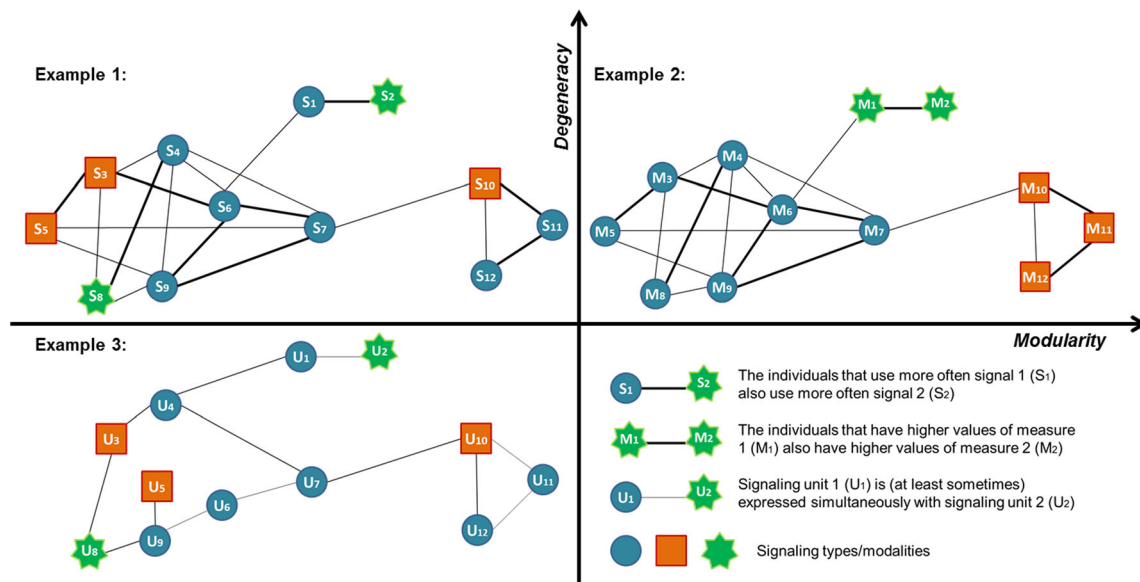 Example 1:
S1
S2
S4
S3
S6
S5
S7
S9
S8
S10
S11
S12
Degeneracy
Example 2:
M1
M2
M4
M3
M6
M5
M7
M9
M8
M10
M11
M12
Modularity
Example 3:
U1
U2
U4
U3
U5
U6
U7
U9
U8
U10
U11
U12
S1 S2 The individuals that use more often signal 1 (S1)
also use more often signal 2 (S2)
M1 M2 The individuals that have higher values of measure
1 (M1) also have higher values of measure 2 (M2)
U1 U2 Signaling unit 1 (U1) is (at least sometimes)
expressed simultaneously with signaling unit 2 (U2)
Signaling types/modalities